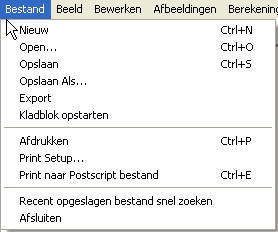 Bestand Beeld Bewerken Afbeeldingen Berekening
Nieuw Ctrl+N
Open... Ctrl+O
Opslaan Ctrl+S
Opslaan Als...
Export
Kladblok opstarten
Afdrukken Ctrl+P
Print Setup...
Print naar Postscript bestand Ctrl+E
Recent opgeslagen bestand snel zoeken
Afsluiten